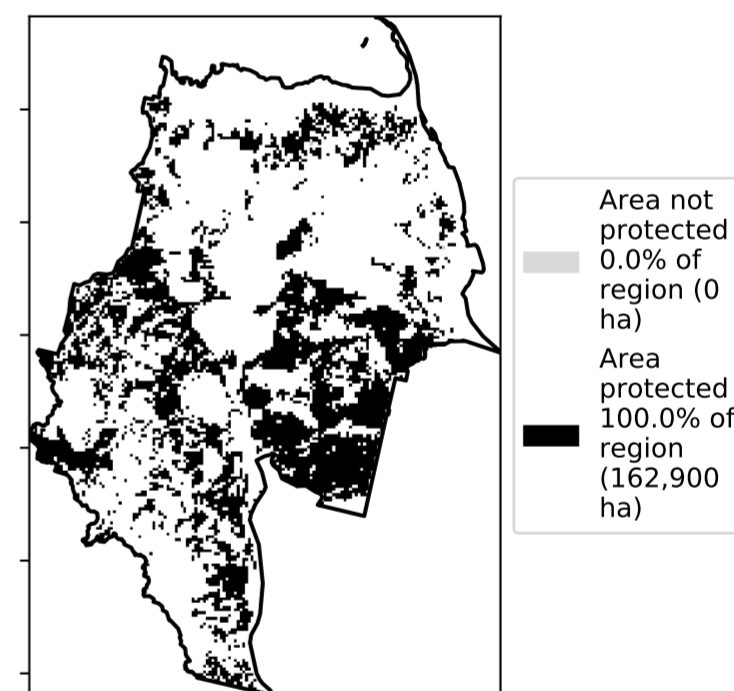 Area not
protected
0.0% of
region (0
ha)
Area
protected
100.0% of
region
(162,900
ha)